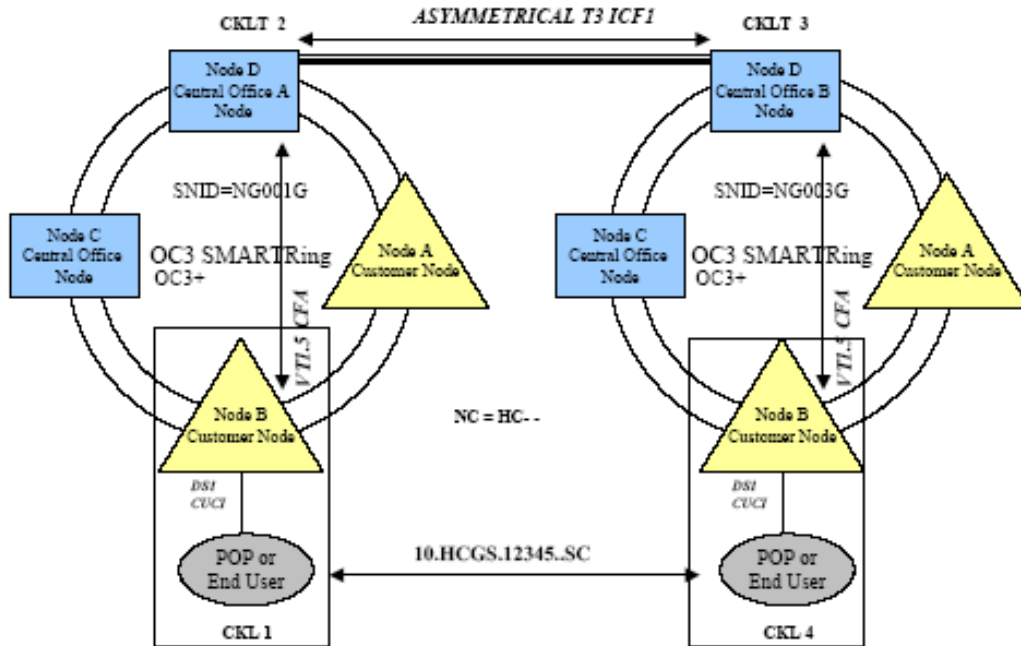 ASYMMETRICAL T3 ICF1
CKLT 2
CKLT 3
Node D
Central Office A
Node
Node D
Central Office B
Node
SNID=NG001G
SNID=NG003G
Node C
Central Office
Node
OC3 SMARTRing
OC3+
Node A
Customer Node
Node C
Central Office
Node
OC3 SMARTRing
OC3+
Node A
Customer Node
VT1.5 CFA
VT1.5 CFA
Node B
Customer Node
NC = HC- -
Node B
Customer Node
DS1
CUCI
DS1
CUCI
POP or
End User
10.HCGS.12345..SC
POP or
End User
CKL 1
CKL 4